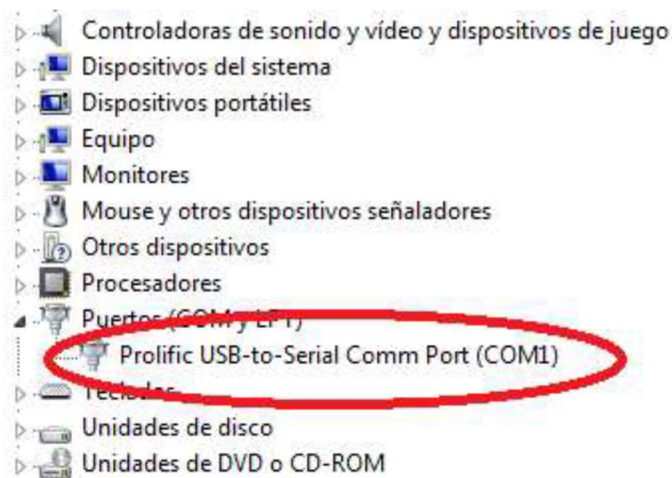 Controladoras de sonido y vídeo y dispositivos de juego
Dispositivos del sistema
Dispositivos portátiles
Equipo
Monitores
Mouse y otros dispositivos señaladores
Otros dispositivos
Procesadores
Puertos (COM y LPT)
Prolific USB-to-Serial Comm Port (COM1)
Teclados
Unidades de disco
Unidades de DVD o CD-ROM